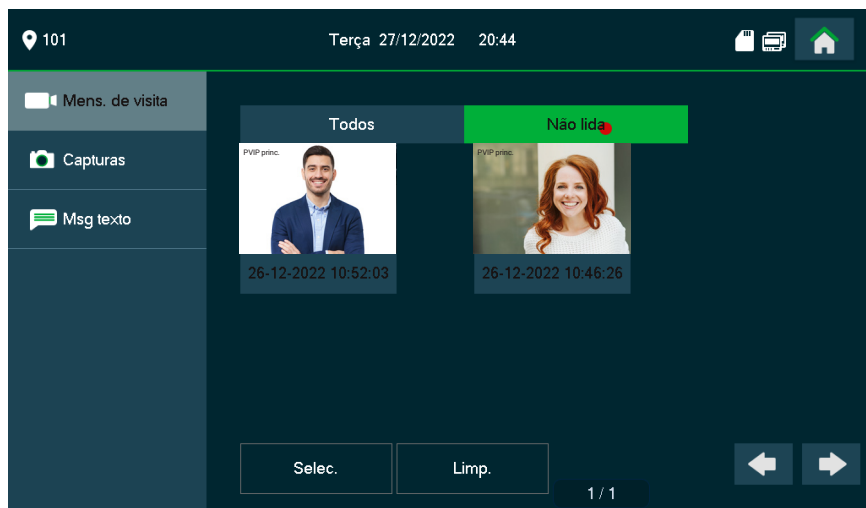 101
Terça 27/12/2022 20:44
Mens. de visita
Capturas
Msg texto
Todos
Não lida
PVIP princ.
PVIP princ.
26-12-2022 10:52:03
26-12-2022 10:46:26
Selec.
Limp.
1 / 1